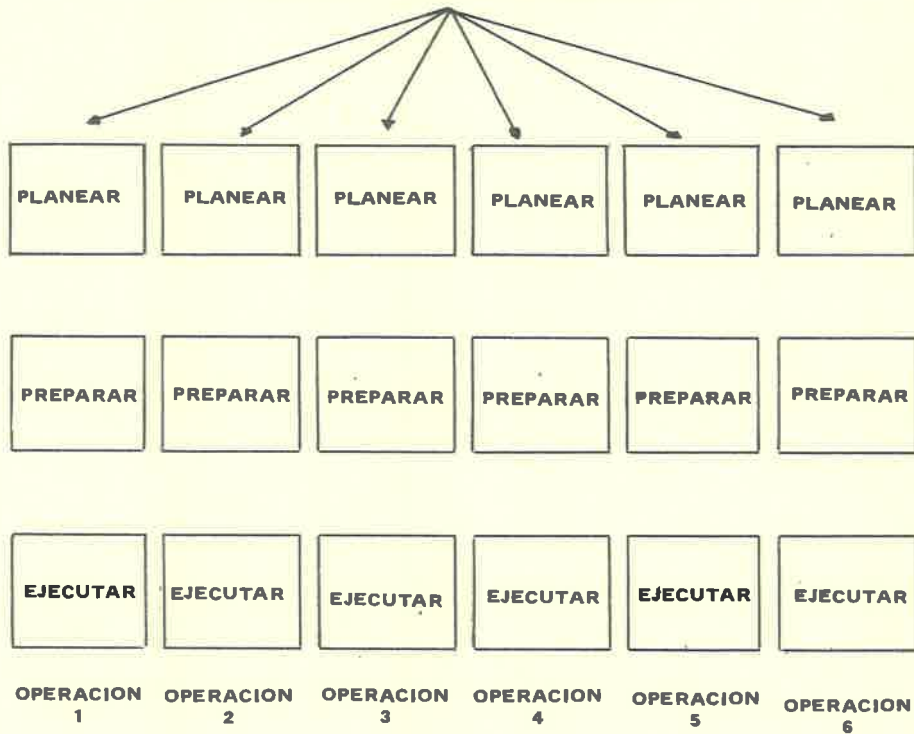 PLANEAR PLANEAR PLANEAR PLANEAR PLANEAR PLANEAR
PREPARAR PREPARAR PREPARAR PREPARAR PREPARAR PREPARAR
EJECUTAR EJECUTAR EJECUTAR EJECUTAR EJECUTAR EJECUTAR
OPERACION OPERACION OPERACION OPERACION OPERACION OPERACION
1 2 3 4 5 6